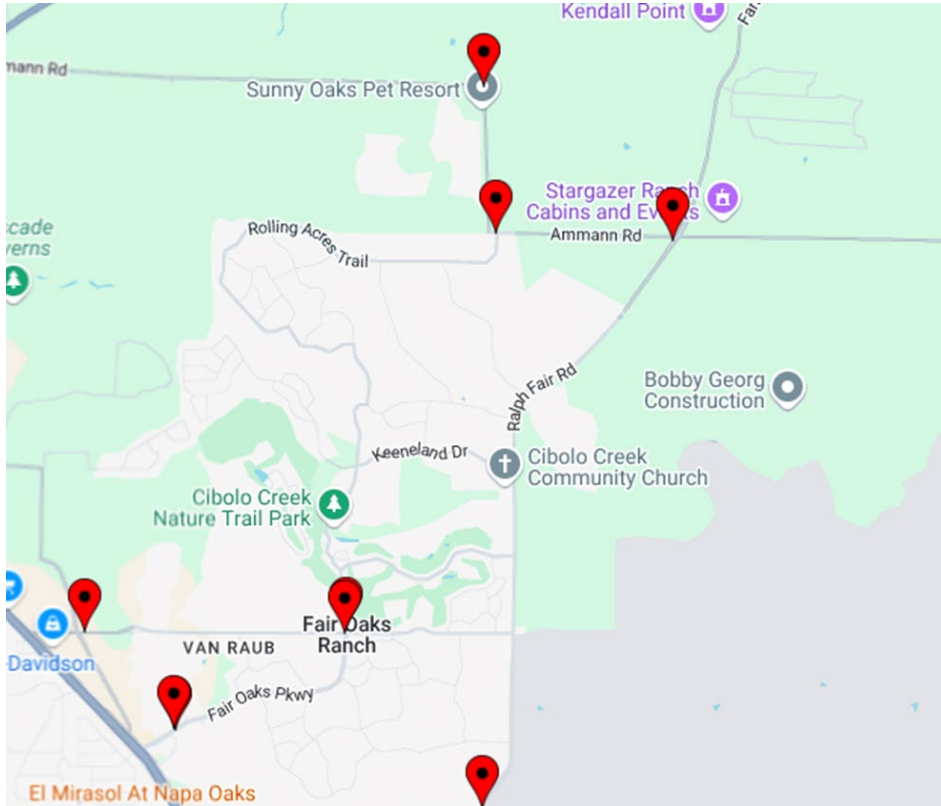 Kendall Point
mann Rd
Sunny Oaks Pet Resort
Stargazer Ranch
Cabins and Events
Ammann Rd
Rolling Acres Trail
cade
verns
Ralph Fair Rd
Bobby Georg
Construction
Keeneland Dr
Cibolo Creek
Community Church
Cibolo Creek
Nature Trail Park
Fair Oaks
Ranch
VAN RAUB
-Davidson
Fair Oaks Pkwy
El Mirasol At Napa Oaks